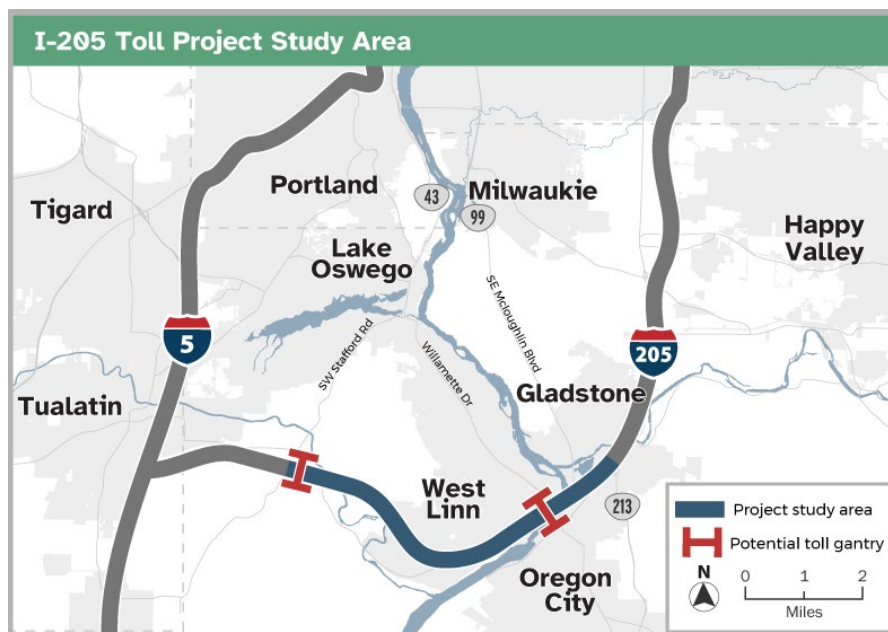 I-205 Toll Project Study Area
Portland
43
Milwaukie
99
Tigard
Happy
Valley
Lake
Oswego
SE Mcloughlin Blvd
SW Stafford Rd
5
Willamette Dr
205
Gladstone
Tualatin
West
Linn
213
Oregon
City
Project study area
Potential toll gantry
N
0 1 2
Miles